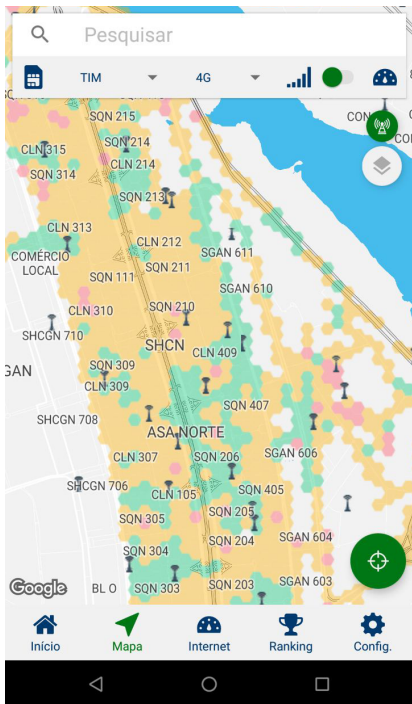 Pesquisar
TIM
4G
SQN 215
CLN 315
SQN 214
SQN 314
CLN 214
SQN 213
CLN 313
CLN 212
COMÉRCIO
LOCAL
SGAN 611
SQN 111
SQN 211
SGAN 610
CLN 310
SQN 210
SHCGN 710
SHCN
CLN 409
GAN
SQN 309
CLN 309
SQN 407
SHCGN 708
ASA NORTE
CLN 307
SQN 206
SGAN 606
SHCGN 706
CLN 105
SQN 405
SQN 305
SQN 205
SQN 204
SGAN 604
SQN 304
Google
BL O
SQN 303
SQN 203
SGAN 603
Início
Mapa
Internet
Ranking
Config.